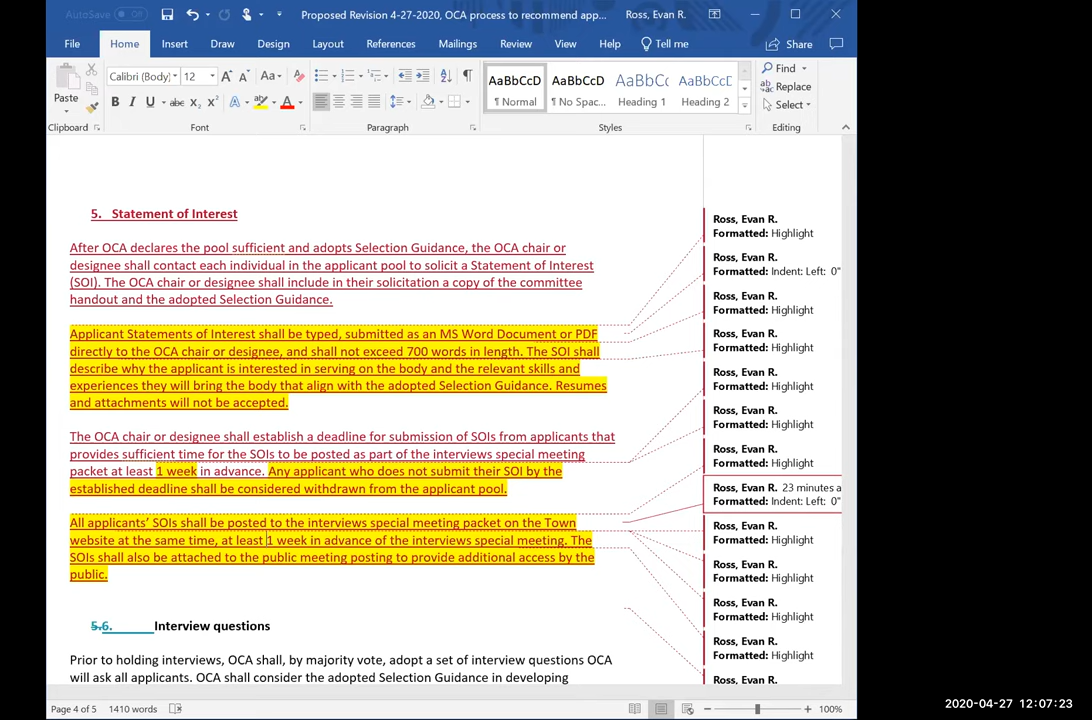 AutoSave Off
Proposed Revision 4-27-2020, OCA process to recommend app...
Ross, Evan R.
File Home Insert Draw Design Layout References Mailings Review View Help Tell me Share
Calibri (Body) 12 A A Aa
Paste
B I U abc x2 x2 A A
AaBbCcD AaBbCcD AaBbCc AaBbCcD
¶ Normal ¶ No Spac... Heading 1 Heading 2
Find
Replace
Select
Clipboard Font Paragraph Styles Editing
5. Statement of Interest
After OCA declares the pool sufficient and adopts Selection Guidance, the OCA chair or
designee shall contact each individual in the applicant pool to solicit a Statement of Interest
(SOI). The OCA chair or designee shall include in their solicitation a copy of the committee
handout and the adopted Selection Guidance.
Applicant Statements of Interest shall be typed, submitted as an MS Word Document or PDF
directly to the OCA chair or designee, and shall not exceed 700 words in length. The SOI shall
describe why the applicant is interested in serving on the body and the relevant skills and
experiences they will bring the body that align with the adopted Selection Guidance. Resumes
and attachments will not be accepted.
The OCA chair or designee shall establish a deadline for submission of SOIs from applicants that
provides sufficient time for the SOIs to be posted as part of the interviews special meeting
packet at least 1 week in advance. Any applicant who does not submit their SOI by the
established deadline shall be considered withdrawn from the applicant pool.
All applicants’ SOIs shall be posted to the interviews special meeting packet on the Town
website at the same time, at least 1 week in advance of the interviews special meeting. The
SOIs shall also be attached to the public meeting posting to provide additional access by the
public.
5.6. Interview questions
Prior to holding interviews, OCA shall, by majority vote, adopt a set of interview questions OCA
will ask all applicants. OCA shall consider the adopted Selection Guidance in developing
Ross, Evan R.
Formatted: Highlight
Ross, Evan R.
Formatted: Indent: Left: 0"
Ross, Evan R.
Formatted: Highlight
Ross, Evan R.
Formatted: Highlight
Ross, Evan R.
Formatted: Highlight
Ross, Evan R.
Formatted: Highlight
Ross, Evan R.
Formatted: Highlight
Ross, Evan R. 23 minutes a
Formatted: Indent: Left: 0"
Ross, Evan R.
Formatted: Highlight
Ross, Evan R.
Formatted: Highlight
Ross, Evan R.
Formatted: Highlight
Ross, Evan R.
Formatted: Highlight
Ross, Evan R.
Page 4 of 5 1410 words 100%
2020-04-27 12:07:23